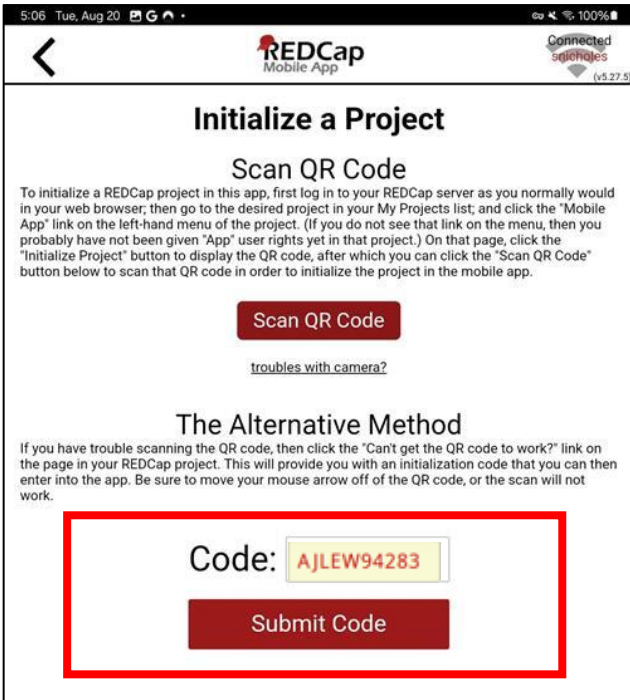 5:06 Tue, Aug 20 G 100%
REDCap
Mobile App
Connected
snicholes
(v5.27.5)
Initialize a Project
Scan QR Code
To initialize a REDCap project in this app, first log in to your REDCap server as you normally would
in your web browser; then go to the desired project in your My Projects list; and click the "Mobile
App" link on the left-hand menu of the project. (If you do not see that link on the menu, then you
probably have not been given "App" user rights yet in that project.) On that page, click the
"Initialize Project" button to display the QR code, after which you can click the "Scan QR Code"
button below to scan that QR code in order to initialize the project in the mobile app.
Scan QR Code
troubles with camera?
The Alternative Method
If you have trouble scanning the QR code, then click the "Can't get the QR code to work?" link on
the page in your REDCap project. This will provide you with an initialization code that you can then
enter into the app. Be sure to move your mouse arrow off of the QR code, or the scan will not
work.
Code: AJLEW94283
Submit Code